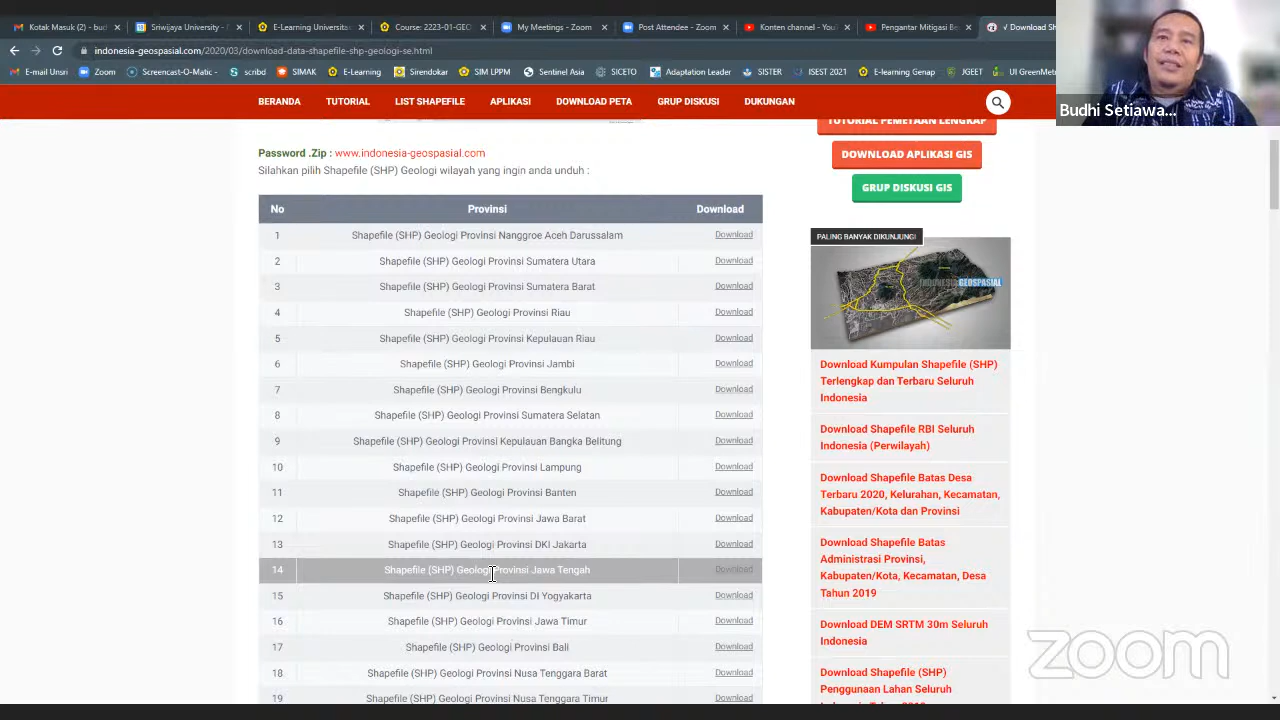 Kotak Masuk (2) - bud
Sriwijaya University -
E-Learning Universita
Course: 2223-01-GEO
My Meetings - Zoom
Post Attendee - Zoom
Konten channel - You
Pengantar Mitigasi Be
Download Sh
indonesia-geospasial.com/2020/03/download-data-shapefile-shp-geologi-se.html
E-mail Unsri
Zoom
Screencast-O-Matic -
scribd
SIMAK
E-Learning
Sirendokar
SIM LPPM
Sentinel Asia
SICETO
Adaptation Leader
SISTER
ISEST 2021
E-learning Genap
JGEET
UI GreenMet
Budhi Setiawa...
BERANDA
TUTORIAL
LIST SHAPEFILE
APLIKASI
DOWNLOAD PETA
GRUP DISKUSI
DUKUNGAN
Password .Zip : www.indonesia-geospasial.com
Silahkan pilih Shapefile (SHP) Geologi wilayah yang ingin anda unduh :
No Provinsi Download
1 Shapefile (SHP) Geologi Provinsi Nanggroe Aceh Darussalam Download
2 Shapefile (SHP) Geologi Provinsi Sumatera Utara Download
3 Shapefile (SHP) Geologi Provinsi Sumatera Barat Download
4 Shapefile (SHP) Geologi Provinsi Riau Download
5 Shapefile (SHP) Geologi Provinsi Kepulauan Riau Download
6 Shapefile (SHP) Geologi Provinsi Jambi Download
7 Shapefile (SHP) Geologi Provinsi Bengkulu Download
8 Shapefile (SHP) Geologi Provinsi Sumatera Selatan Download
9 Shapefile (SHP) Geologi Provinsi Kepulauan Bangka Belitung Download
10 Shapefile (SHP) Geologi Provinsi Lampung Download
11 Shapefile (SHP) Geologi Provinsi Banten Download
12 Shapefile (SHP) Geologi Provinsi Jawa Barat Download
13 Shapefile (SHP) Geologi Provinsi DKI Jakarta Download
14 Shapefile (SHP) Geologi Provinsi Jawa Tengah Download
15 Shapefile (SHP) Geologi Provinsi DI Yogyakarta Download
16 Shapefile (SHP) Geologi Provinsi Jawa Timur Download
17 Shapefile (SHP) Geologi Provinsi Bali Download
18 Shapefile (SHP) Geologi Provinsi Nusa Tenggara Barat Download
19 Shapefile (SHP) Geologi Provinsi Nusa Tenggara Timur Download
TUTORIAL PEMETAAN LENGKAP
DOWNLOAD APLIKASI GIS
GRUP DISKUSI GIS
PALING BANYAK DIKUNJUNGI
INDONESIA GEOSPASIAL
Download Kumpulan Shapefile (SHP)
Terlengkap dan Terbaru Seluruh
Indonesia
Download Shapefile RBI Seluruh
Indonesia (Perwilayah)
Download Shapefile Batas Desa
Terbaru 2020, Kelurahan, Kecamatan,
Kabupaten/Kota dan Provinsi
Download Shapefile Batas
Administrasi Provinsi,
Kabupaten/Kota, Kecamatan, Desa
Tahun 2019
Download DEM SRTM 30m Seluruh
Indonesia
Download Shapefile (SHP)
Penggunaan Lahan Seluruh
zoom